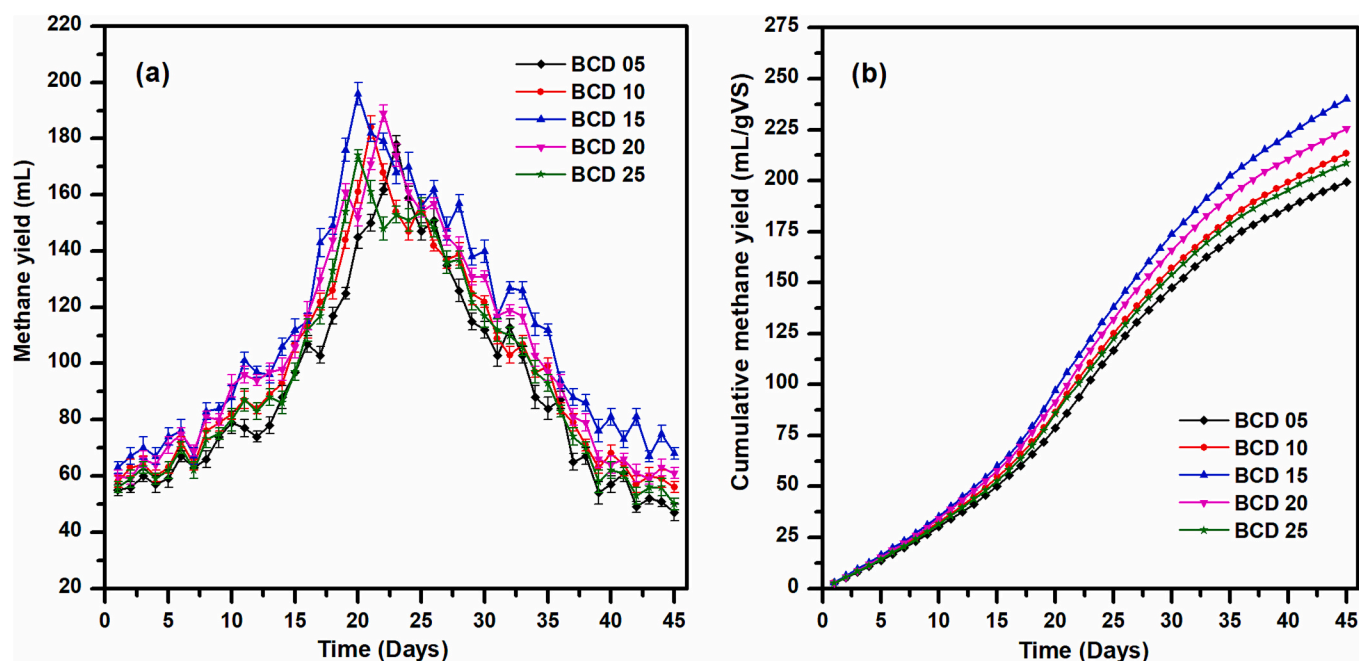 (a)
BCD 05
BCD 10
BCD 15
BCD 20
BCD 25
Methane yield (mL)
220
200
180
160
140
120
100
80
60
40
20
0 5 10 15 20 25 30 35 40 45
Time (Days)
(b)
BCD 05
BCD 10
BCD 15
BCD 20
BCD 25
Cumulative methane yield (mL/gVS)
275
250
225
200
175
150
125
100
75
50
25
0
0 5 10 15 20 25 30 35 40 45
Time (Days)